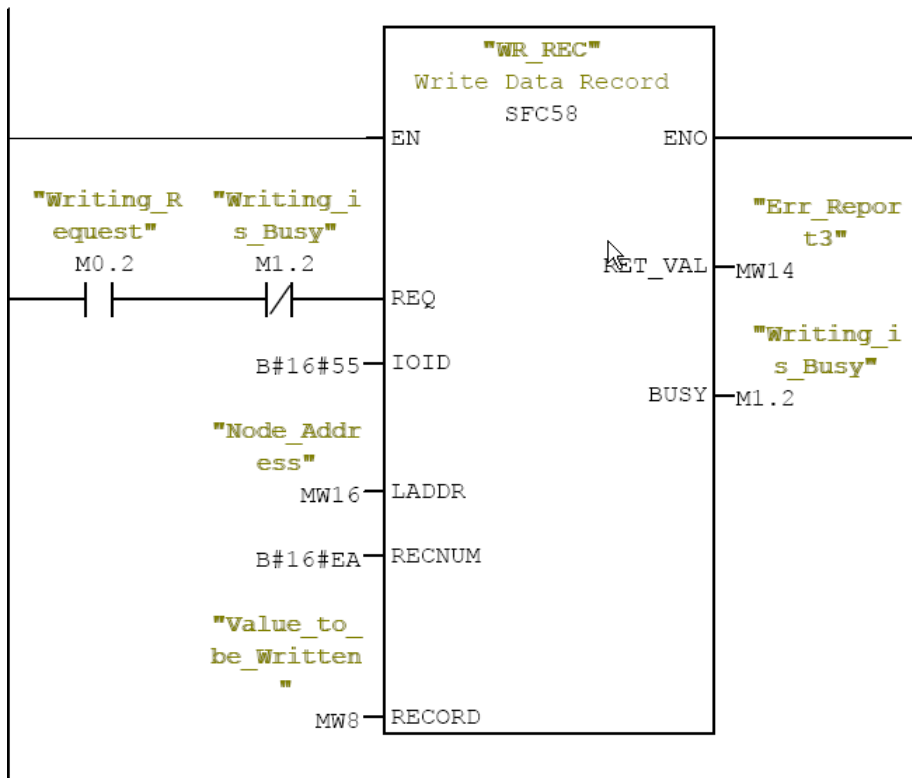 "WR_REC"
Write Data Record
SFC58
EN
ENO
"Writing_R
equest"
M0.2
"Writing_i
s_Busy"
M1.2
REQ
"Err_Repor
t3"
RET_VAL
MW14
B#16#55
IOID
"Writing_i
s_Busy"
BUSY
M1.2
"Node_Addr
ess"
MW16
LADDR
B#16#EA
RECNUM
"Value_to_
be_Written
"
MW8
RECORD